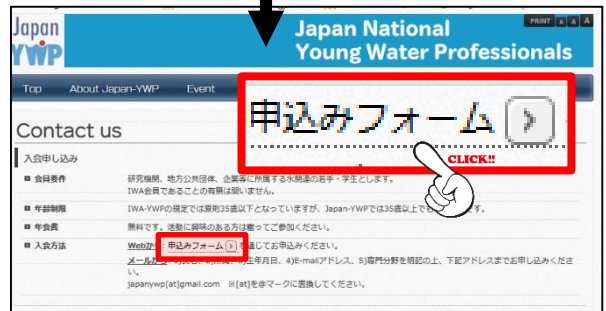 Japan
YWP
Japan National
Young Water Professionals
PRINT A A A
Top About Japan-YWP Event
申込みフォーム
CLICK!!
Contact us
入会申し込み
会員要件 研究機関、地方公共団体、企業等に所属する水関連の若手・学生とします。
IWA会員であることの有無は問いません。
年齢制限 IWA-YWPの規定では原則35歳以下となっていますが、Japan-YWPでは35歳以上でも
す。
年会費 無料です。活動に興味のある方は奮ってご参加ください。
入会方法 Webから 申込みフォーム を通じてお申込みください。
メールから 生年月日、4)E-mailアドレス、5)専門分野を明記の上、下記アドレスまでお申し込みくださ
い。
japanywp[at]gmail.com ※[at]を@マークに置換してください。